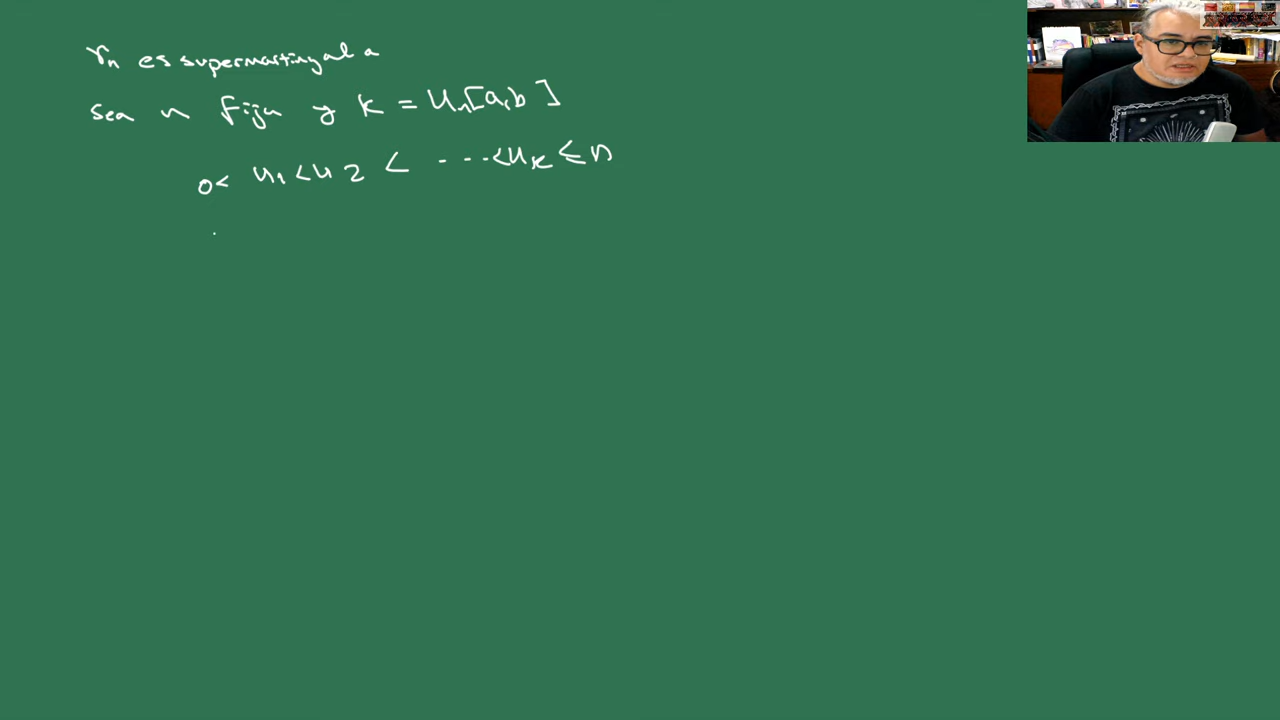 Yₙ es supermartingala
sea n fijo y k = Uₙ[a,b]
0< u₁<u₂ < ...<uₖ ≤ n